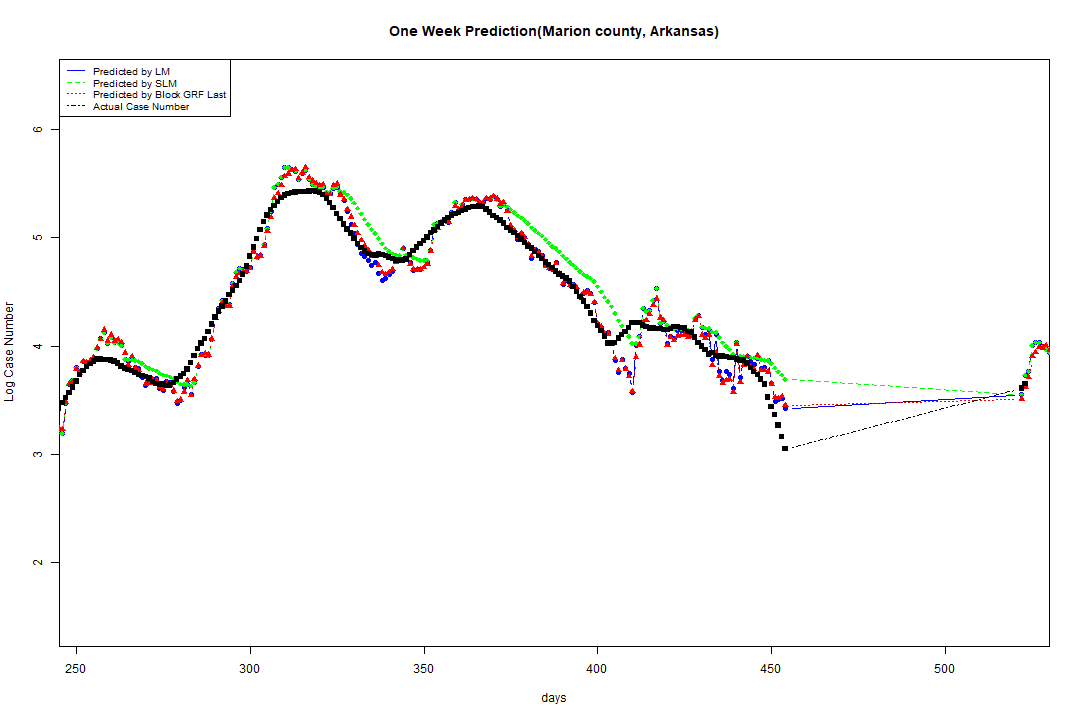 One Week Prediction(Marion county, Arkansas)
Predicted by LM
Predicted by SLM
Predicted by Block GRF Last
Actual Case Number
Log Case Number
6
5
4
3
2
250 300 350 400 450 500
days